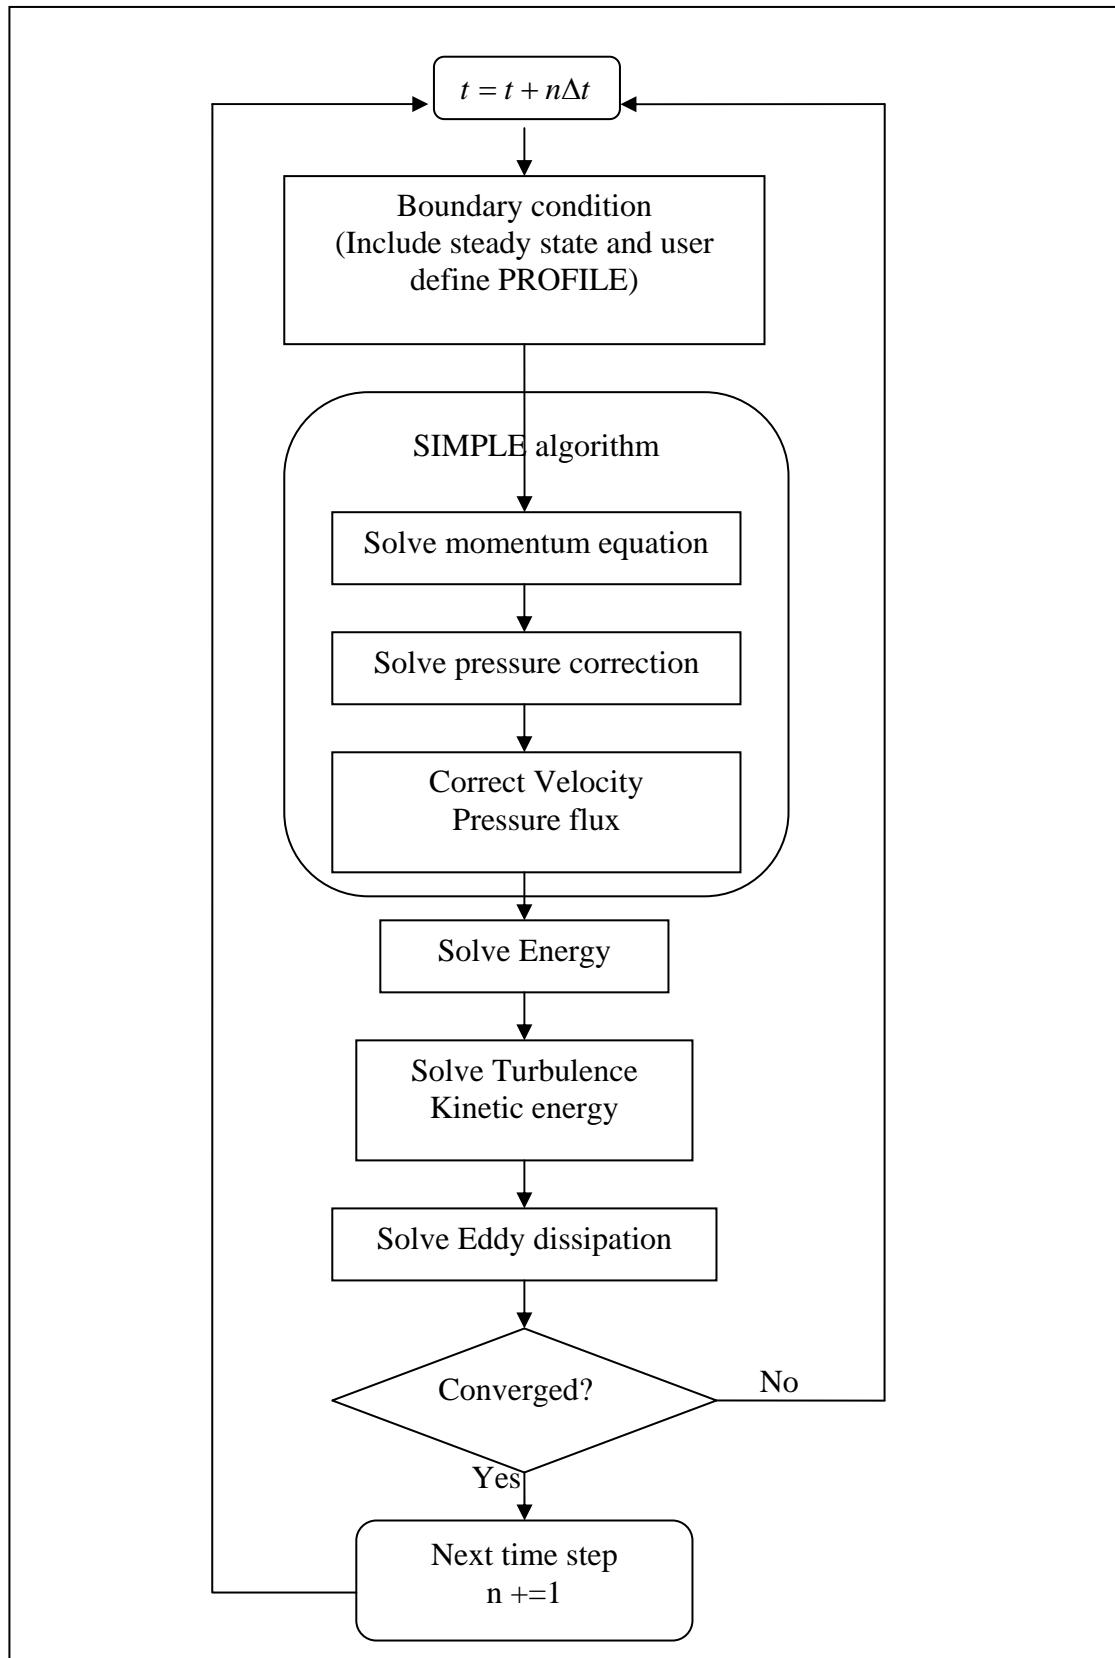 t = t + nΔt
Boundary condition
(Include steady state and user
define PROFILE)
SIMPLE algorithm
Solve momentum equation
Solve pressure correction
Correct Velocity
Pressure flux
Solve Energy
Solve Turbulence
Kinetic energy
Solve Eddy dissipation
Converged?
No
Yes
Next time step
n +=1